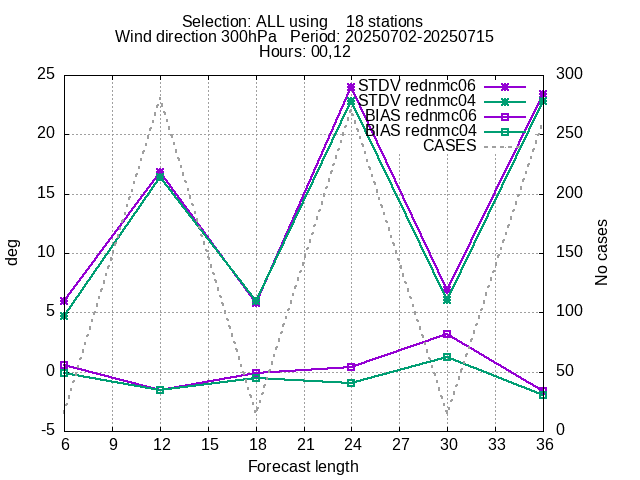 Selection: ALL using    18 stations
Wind direction 300hPa   Period: 20250702-20250715
Hours: 00,12
25
20
15
10
5
0
-5
deg
300
250
200
150
100
50
0
No cases
STDV rednmc06
STDV rednmc04
BIAS rednmc06
BIAS rednmc04
CASES
6 9 12 15 18 21 24 27 30 33 36
Forecast length